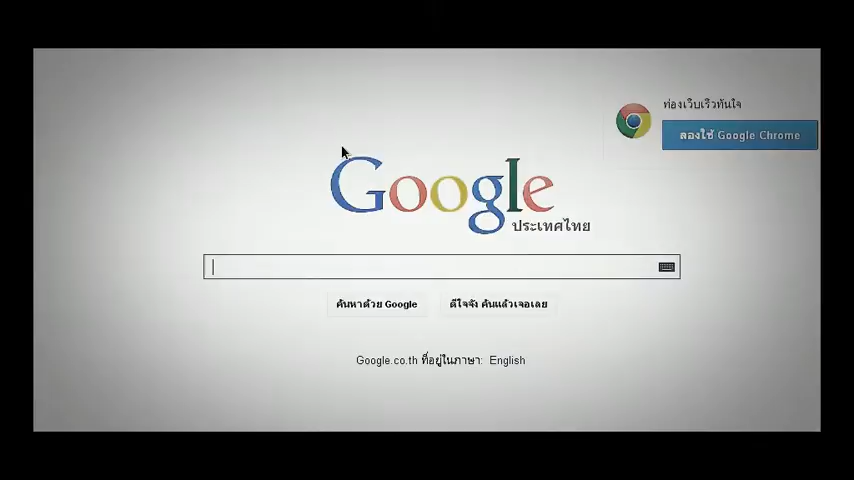 ท่องเว็บเร็วทันใจ
ลองใช้ Google Chrome
Google
ประเทศไทย
ค้นหาด้วย Google
ดีใจจัง ค้นแล้วเจอเลย
Google.co.th ที่อยู่ในภาษา: English